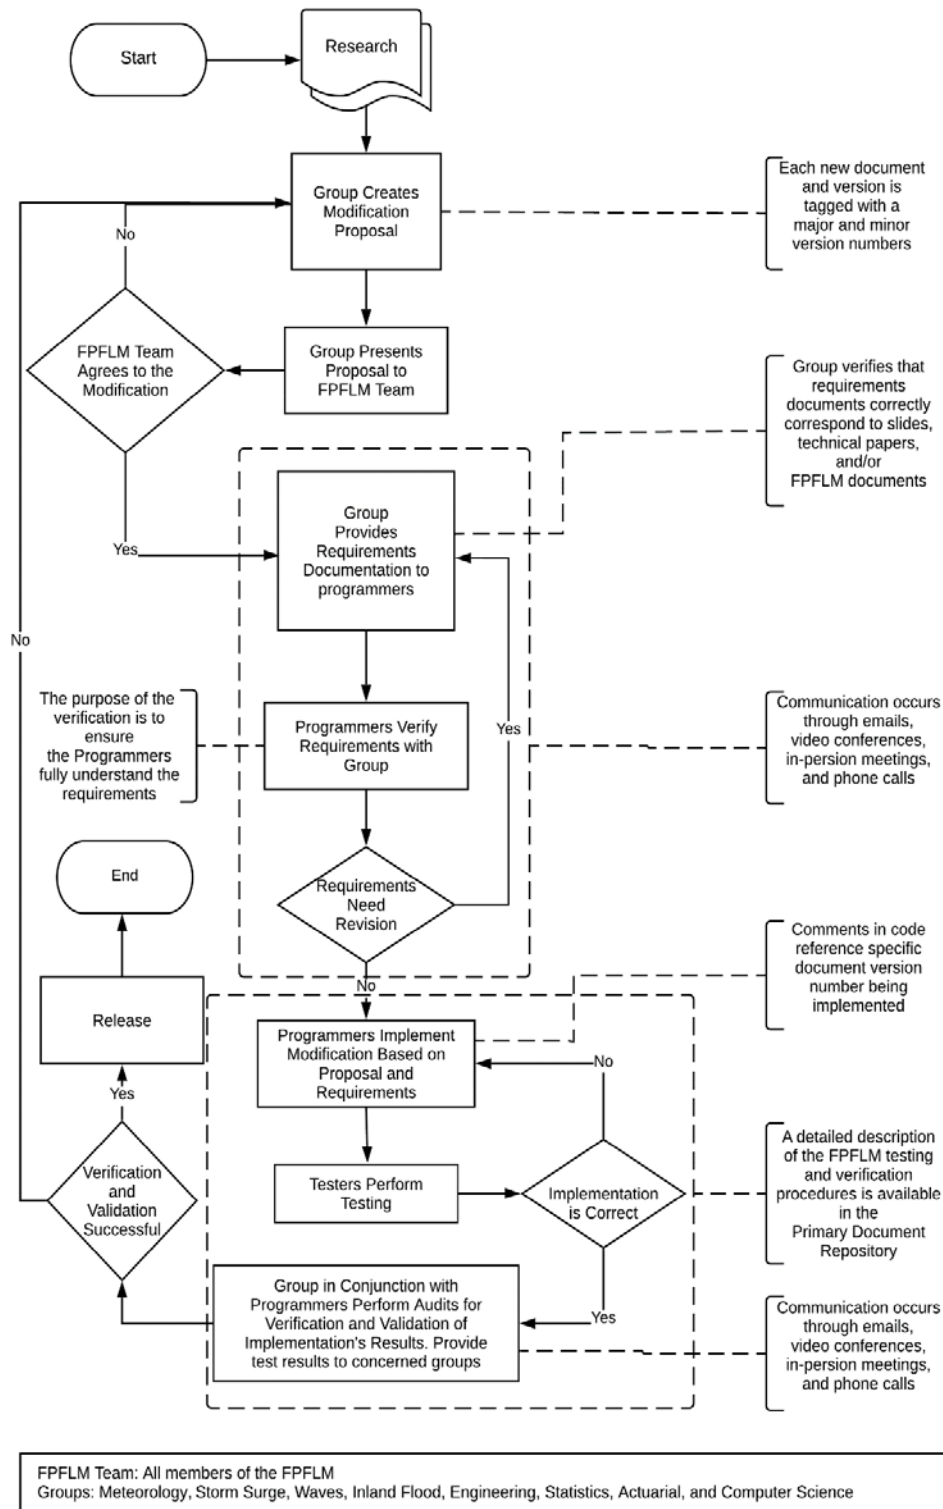 Start
Research
Group Creates
Modification
Proposal
Each new document
and version is
tagged with a
major and minor
version numbers
No
FPFLM Team
Agrees to the
Modification
Group Presents
Proposal to
FPFLM Team
Group verifies that
requirements
documents correctly
correspond to slides,
technical papers,
and/or
FPFLM documents
Yes
Group
Provides
Requirements
Documentation to
programmers
No
The purpose of the
verification is to
ensure
the Programmers
fully understand the
requirements
Programmers Verify
Requirements with
Group
Yes
Communication occurs
through emails,
video conferences,
in-persion meetings,
and phone calls
End
Requirements
Need
Revision
No
Comments in code
reference specific
document version
number being
implemented
Release
Programmers Implement
Modification Based on
Proposal and
Requirements
No
Yes
Verification
and
Validation
Successful
Testers Perform
Testing
Implementation
is Correct
A detailed description
of the FPFLM testing
and verification
procedures is available
in the
Primary Document
Repository
Yes
Group in Conjunction with
Programmers Perform Audits for
Verification and Validation of
Implementation's Results. Provide
test results to concerned groups
Communication occurs
through emails,
video conferences,
in-persion meetings,
and phone calls
FPFLM Team: All members of the FPFLM
Groups: Meteorology, Storm Surge, Waves, Inland Flood, Engineering, Statistics, Actuarial, and Computer Science